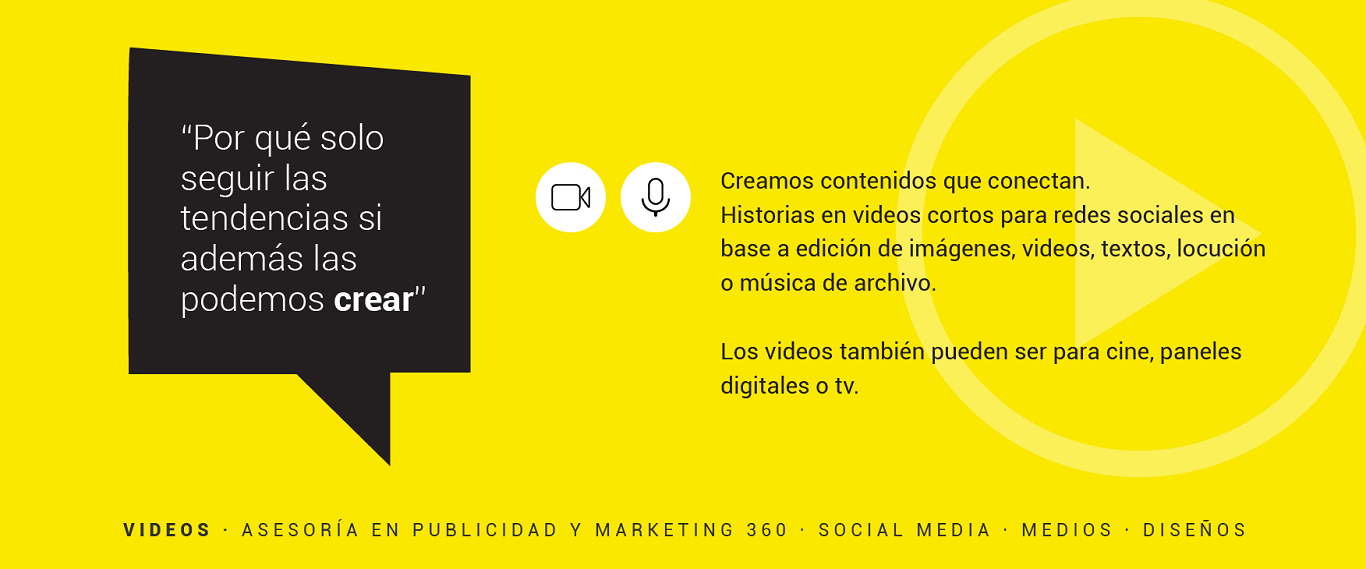 “Por qué solo
seguir las
tendencias si
además las
podemos crear”
Creamos contenidos que conectan.
Historias en videos cortos para redes sociales en
base a edición de imágenes, videos, textos, locución
o música de archivo.
Los videos también pueden ser para cine, paneles
digitales o tv.
VIDEOS · ASESORÍA EN PUBLICIDAD Y MARKETING 360 · SOCIAL MEDIA · MEDIOS · DISEÑOS